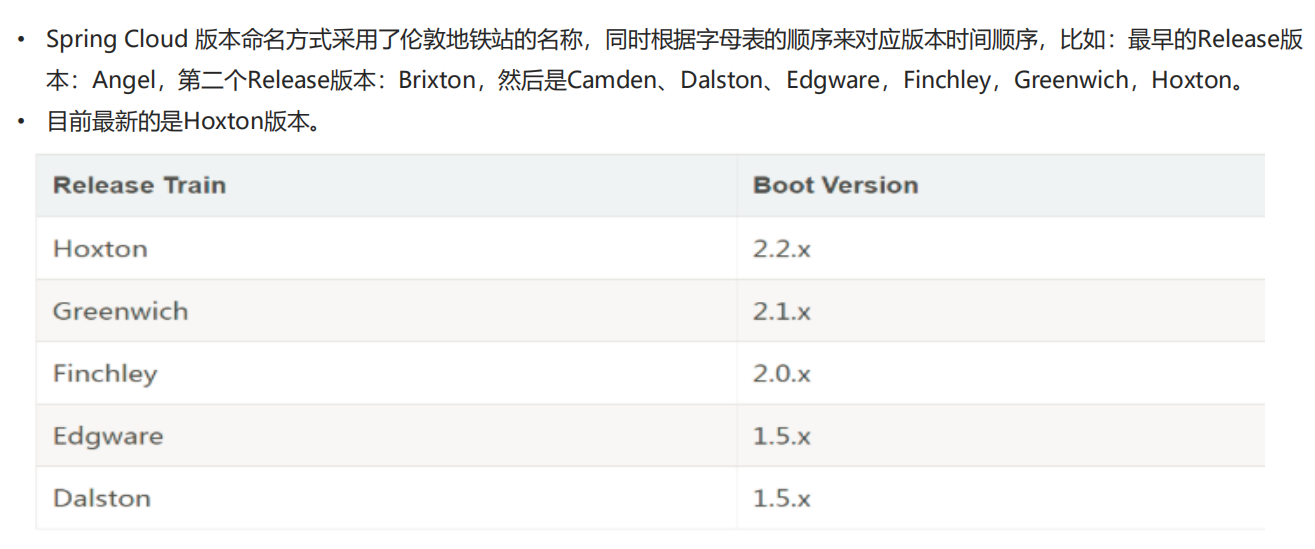 • Spring Cloud 版本命名方式采用了伦敦地铁站的名称，同时根据字母表的顺序来对应版本时间顺序，比如：最早的Release版
本：Angel，第二个Release版本：Brixton，然后是Camden、Dalston、Edgware，Finchley，Greenwich，Hoxton。
• 目前最新的是Hoxton版本。
Release Train Boot Version
Hoxton 2.2.x
Greenwich 2.1.x
Finchley 2.0.x
Edgware 1.5.x
Dalston 1.5.x